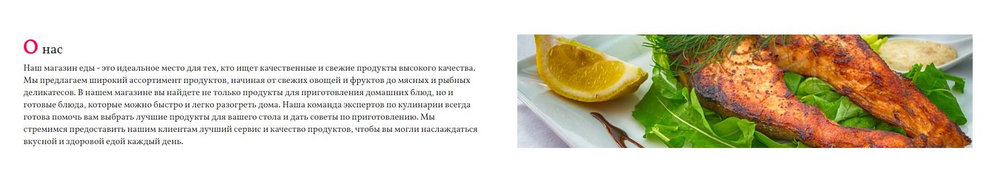 О нас
Наш магазин еды - это идеальное место для тех, кто ищет качественные и свежие продукты высокого качества.
Мы предлагаем широкий ассортимент продуктов, начиная от свежих овощей и фруктов до мясных и рыбных
деликатесов. В нашем магазине вы найдете не только продукты для приготовления домашних блюд, но и
готовые блюда, которые можно быстро и легко разогреть дома. Наша команда экспертов по кулинарии всегда
готова помочь вам выбрать лучшие продукты для вашего стола и дать советы по приготовлению. Мы
стремимся предоставить нашим клиентам лучший сервис и качество продуктов, чтобы вы могли наслаждаться
вкусной и здоровой едой каждый день.